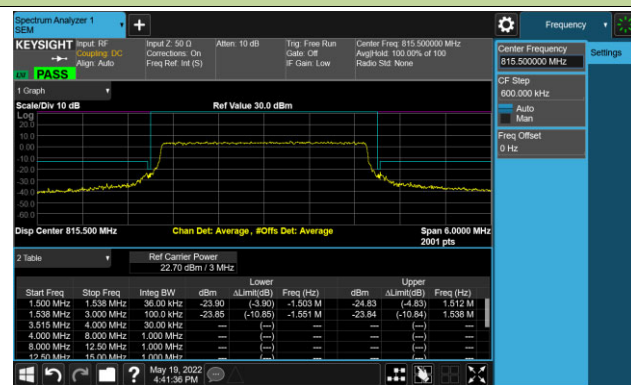 Spectrum Analyzer 1
SEM
Frequency
KEYSIGHT
Input: RF
Coupling: DC
Align: Auto
Input Z: 50 Ω
Corrections: On
Freq Ref: Int (S)
Atten: 10 dB
Trig: Free Run
Gate: Off
IF Gain: Low
Center Freq: 815.500000 MHz
Avg|Hold: 100.00% of 100
Radio Std: None
PASS
Center Frequency
815.500000 MHz
Settings
CF Step
600.000 kHz
Auto
Man
Freq Offset
0 Hz
1 Graph
Scale/Div 10 dB
Ref Value 30.0 dBm
Log
20.0
10.0
0.00
-10.0
-20.0
-30.0
-40.0
-50.0
-60.0
Disp Center 815.500 MHz
Chan Det: Average, #Offs Det: Average
Span 6.0000 MHz
2001 pts
2 Table
Ref Carrier Power
22.70 dBm / 3 MHz
Lower Upper
Start Freq Stop Freq Integ BW dBm ΔLimit(dB) Freq (Hz) dBm ΔLimit(dB) Freq (Hz)
1.500 MHz 1.538 MHz 36.00 kHz -23.90 (-3.90) -1.503 M -24.83 (-4.83) 1.512 M
1.538 MHz 3.000 MHz 100.0 kHz -23.85 (-10.85) -1.551 M -23.84 (-10.84) 1.538 M
3.515 MHz 4.000 MHz 30.00 kHz --- (---) --- --- (---) ---
4.000 MHz 8.000 MHz 1.000 MHz --- (---) --- --- (---) ---
8.000 MHz 12.50 MHz 1.000 MHz --- (---) --- --- (---) ---
12.50 MHz 15.00 MHz 1.000 MHz --- (---) --- --- (---) ---
May 19, 2022
4:41:36 PM